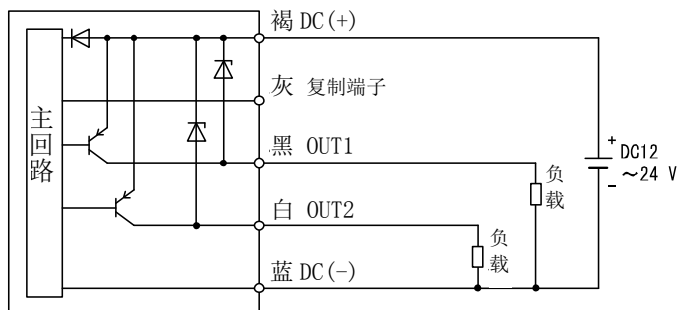 褐 DC(+)
灰 复制端子
主回路
黑 OUT1
白 OUT2
蓝 DC(-)
负载
负载
+
DC12
～24 V
-